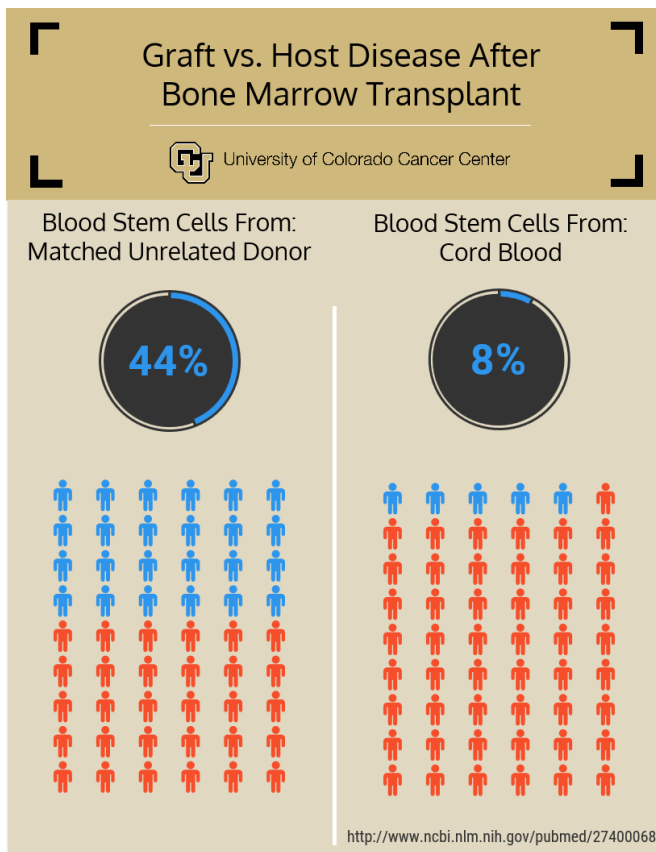 Graft vs. Host Disease After
Bone Marrow Transplant
CU
University of Colorado Cancer Center
Blood Stem Cells From:
Matched Unrelated Donor
44%
Blood Stem Cells From:
Cord Blood
8%
http://www.ncbi.nlm.nih.gov/pubmed/27400068